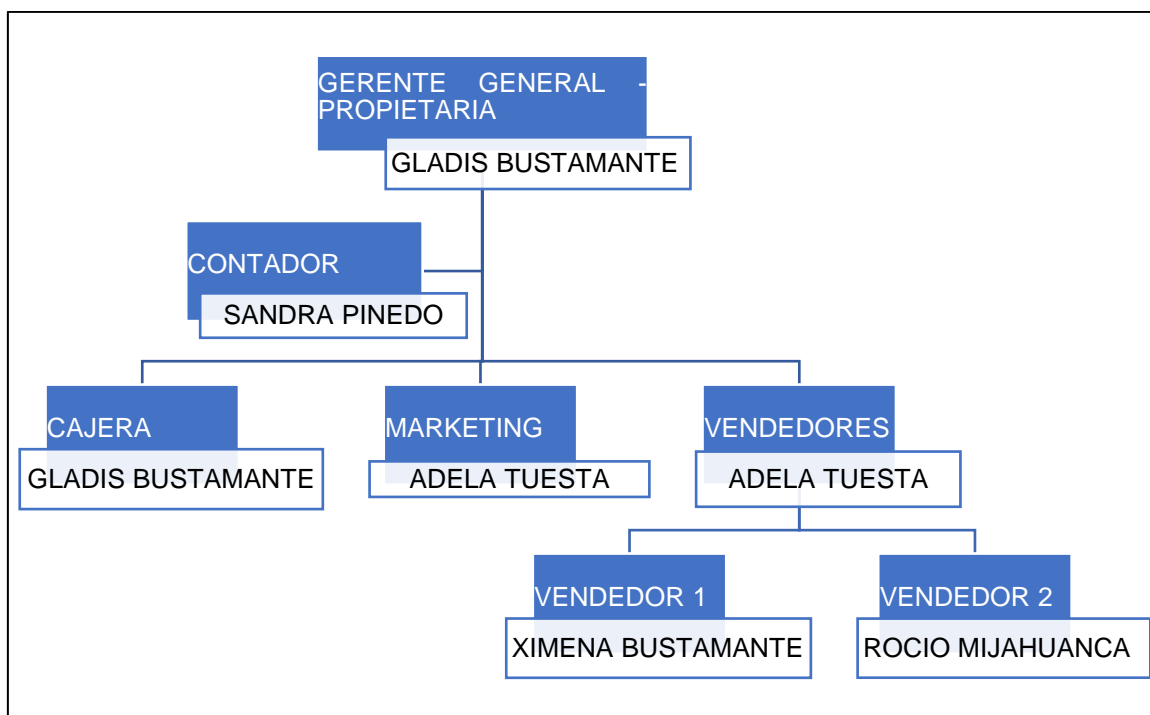 GERENTE GENERAL -
PROPIETARIA
GLADIS BUSTAMANTE
CONTADOR
SANDRA PINEDO
CAJERA
GLADIS BUSTAMANTE
MARKETING
ADELA TUESTA
VENDEDORES
ADELA TUESTA
VENDEDOR 1
XIMENA BUSTAMANTE
VENDEDOR 2
ROCIO MIJAHUANCA